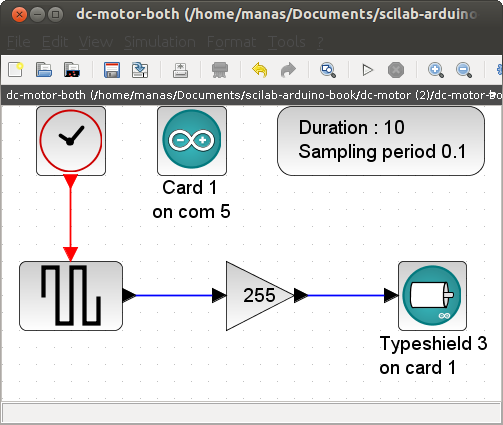 dc-motor-both (/home/manas/Documents/scilab-arduino
File Edit View Simulation Format Tools ?
dc-motor-both (/home/manas/Documents/scilab-arduino-book/dc-motor (2)/dc-motor-bo
Duration : 10
Sampling period 0.1
Card 1
on com 5
255
Typeshield 3
on card 1